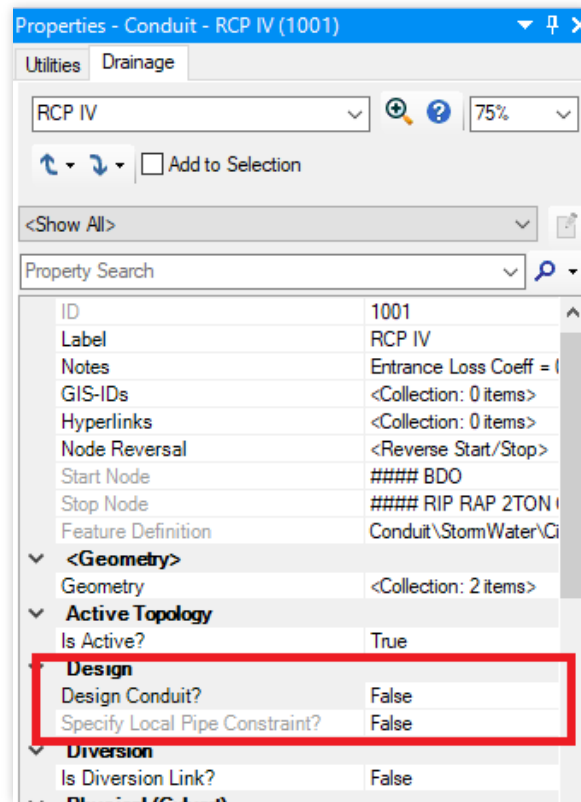 Properties - Conduit - RCP IV (1001)
Utilities Drainage
RCP IV 75%
Add to Selection
<Show All>
Property Search
ID 1001
Label RCP IV
Notes Entrance Loss Coeff =
GIS-IDs <Collection: 0 items>
Hyperlinks <Collection: 0 items>
Node Reversal <Reverse Start/Stop>
Start Node #### BDO
Stop Node #### RIP RAP 2TON
Feature Definition Conduit\StormWater\Ci
<Geometry>
Geometry <Collection: 2 items>
Active Topology
Is Active? True
Design
Design Conduit? False
Specify Local Pipe Constraint? False
Diversion
Is Diversion Link? False